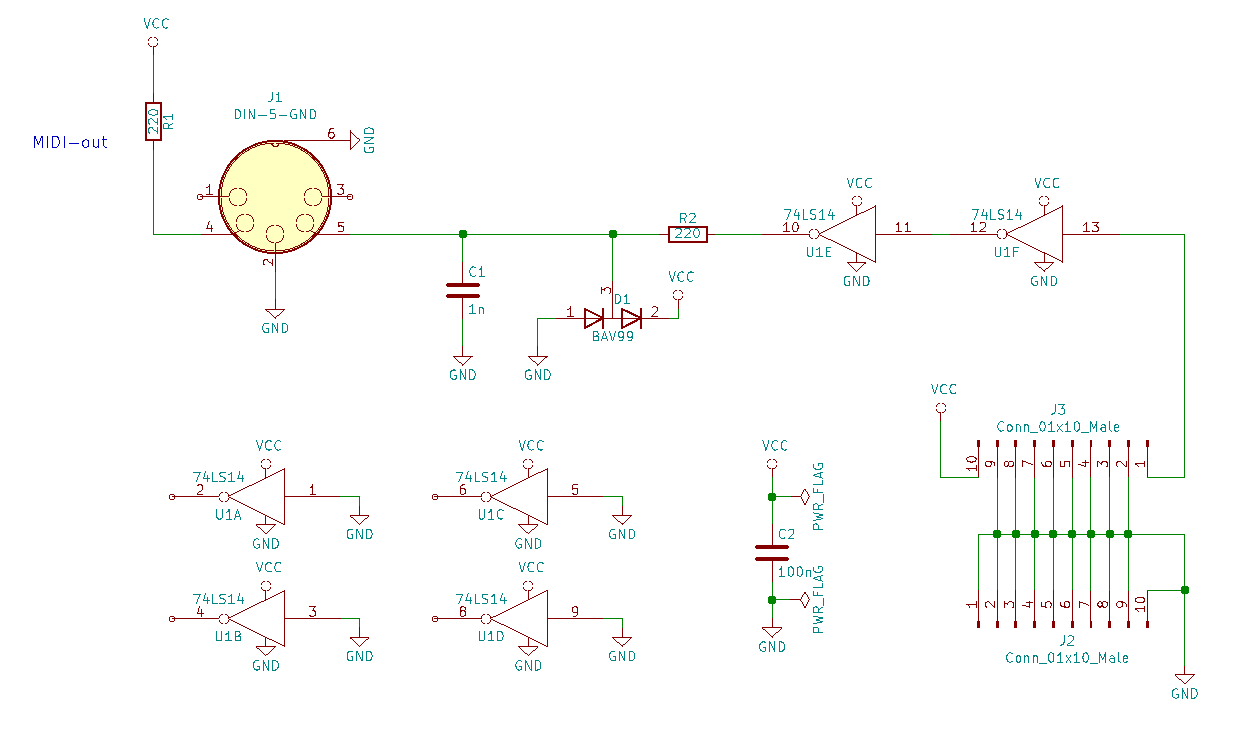 VCC
MIDI-out
220
R1
J1
DIN-5-GND
6
GND
1
3
4
5
2
GND
C1
1n
GND
R2
220
VCC
3
D1
1
2
BAV99
GND
VCC
74LS14
10
11
U1E
GND
VCC
74LS14
12
13
U1F
GND
VCC
J3
Conn_01x10_Male
10
9
8
7
6
5
4
3
2
1
VCC
74LS14
2
1
U1A
GND
GND
VCC
74LS14
6
5
U1C
GND
GND
VCC
74LS14
4
3
U1B
GND
GND
VCC
74LS14
8
9
U1D
GND
GND
VCC
PWR_FLAG
C2
100n
PWR_FLAG
GND
1
2
3
4
5
6
7
8
9
10
J2
Conn_01x10_Male
GND